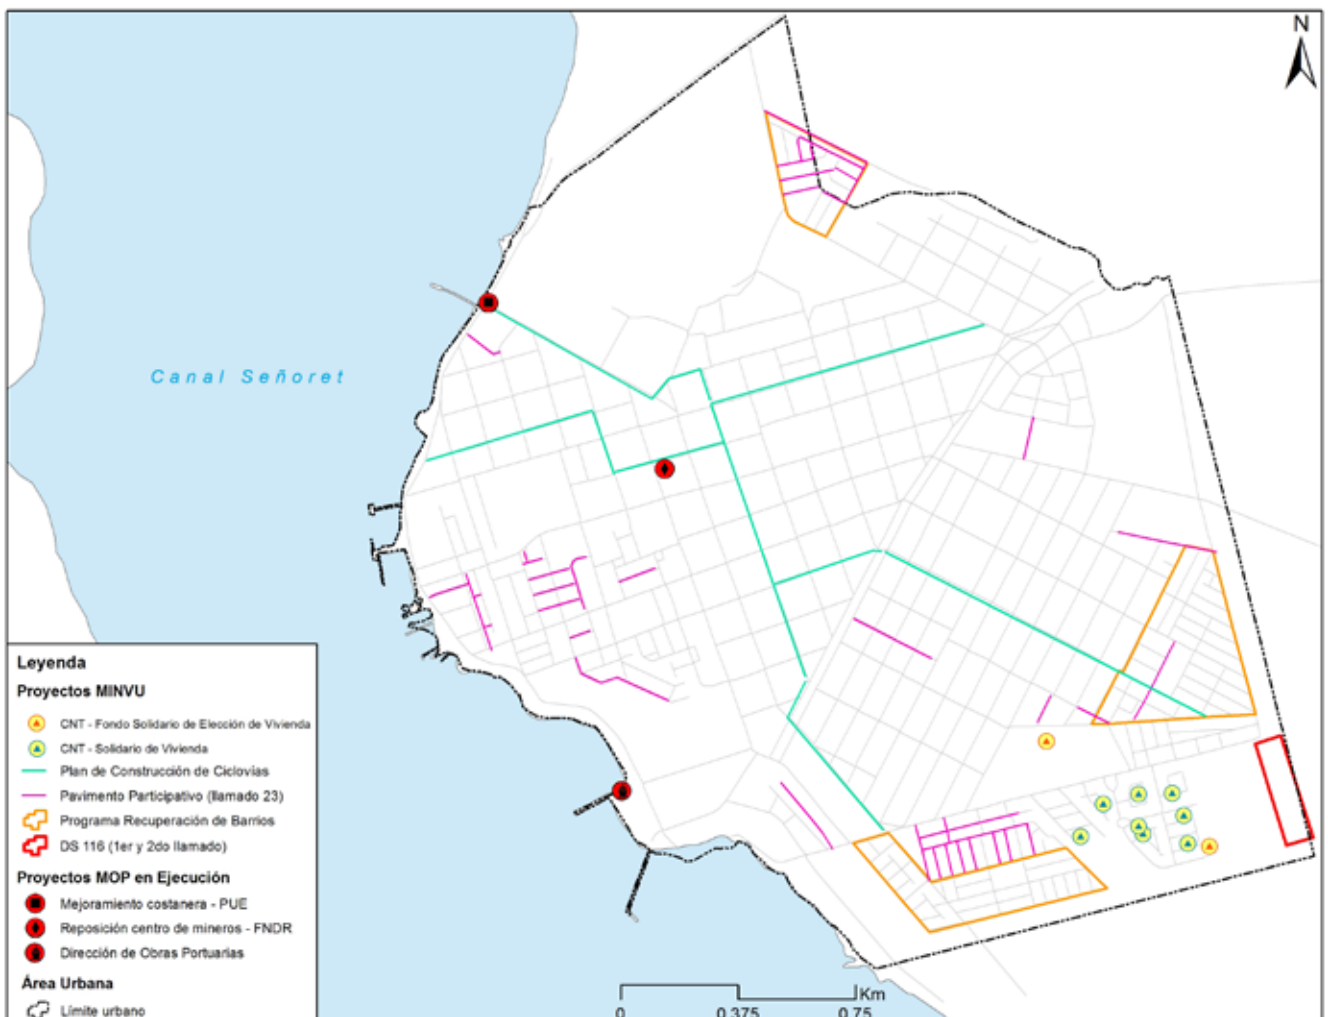 N
Canal Señoret
Leyenda
Proyectos MINVU
CNT - Fondo Solidario de Elección de Vivienda
CNT - Solidario de Vivienda
Plan de Construcción de Ciclovías
Pavimento Participativo (llamado 23)
Programa Recuperación de Barrios
DS 116 (1er y 2do llamado)
Proyectos MOP en Ejecución
Mejoramiento costanera - PUE
Reposición centro de mineros - FNDR
Dirección de Obras Portuarias
Área Urbana
Límite urbano
Km
0 0.375 0.75